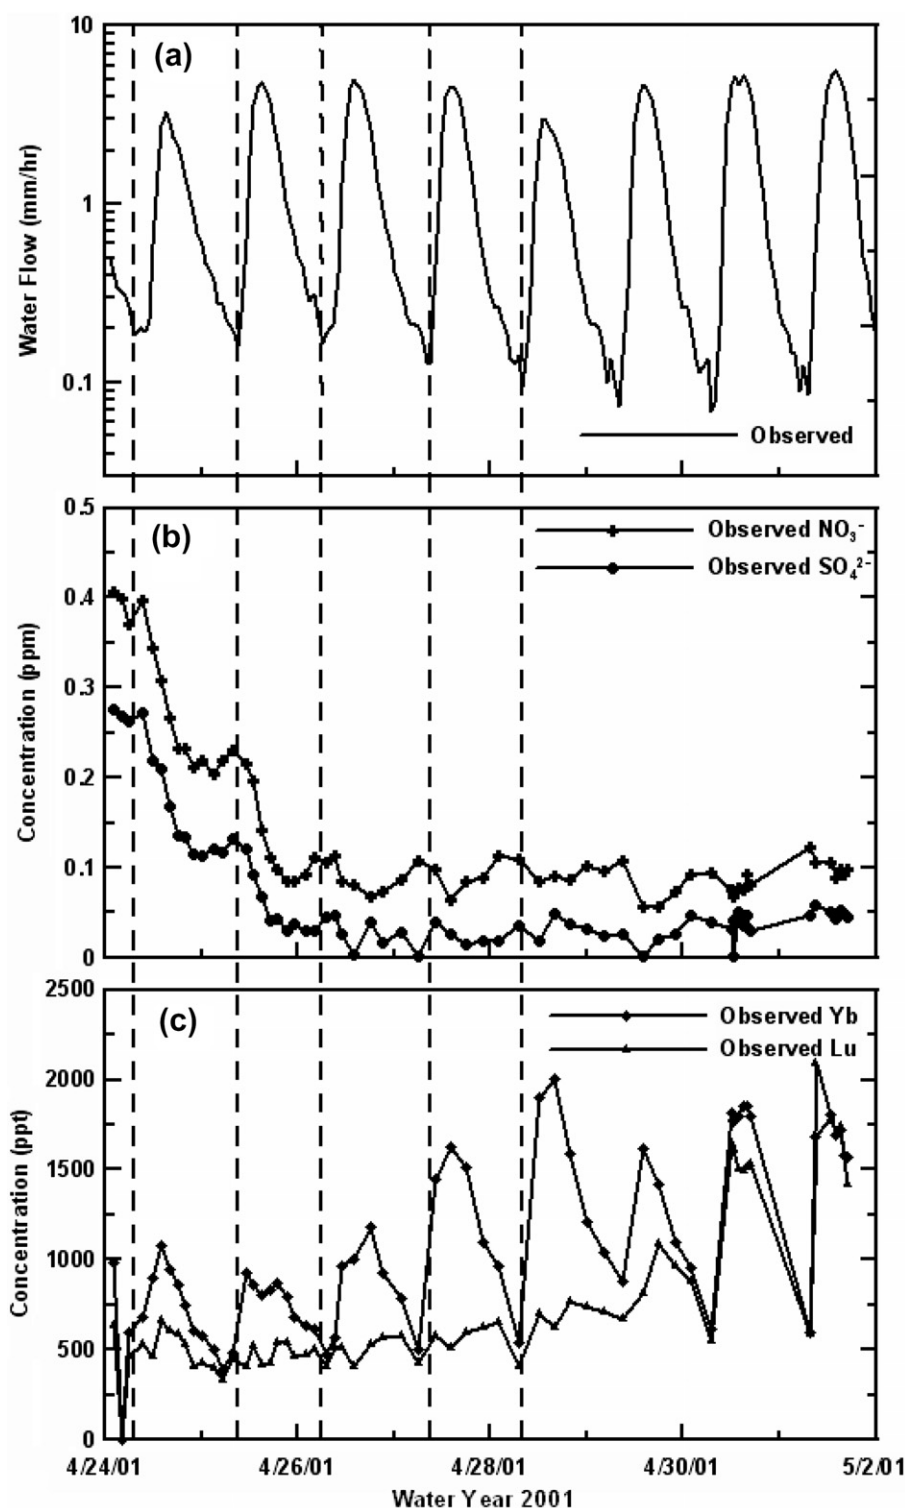 (a)
10
1
0.1
Water Flow (mm/hr)
Observed
(b)
0.5
0.4
0.3
0.2
0.1
0
Concentration (ppm)
Observed NO₃⁻
Observed SO₄²⁻
(c)
2500
2000
1500
1000
500
0
Concentration (ppt)
Observed Yb
Observed Lu
4/24/01 4/26/01 4/28/01 4/30/01 5/2/01
Water Year 2001